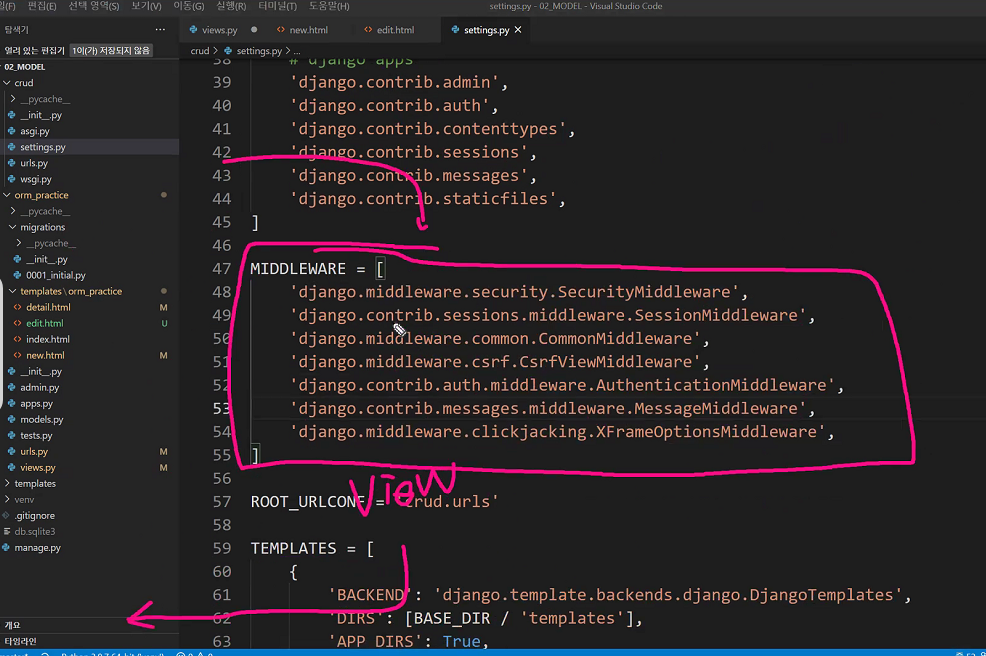 일(F) 편집(E) 선택 영역(S) 보기(V) 이동(G) 실행(R) 터미널(T) 도움말(H)
settings.py - 02_MODEL - Visual Studio Code
탐색기 ...
열려 있는 편집기 1이(가) 저장되지 않음
02_MODEL
crud
__pycache__
__init__.py
asgi.py
settings.py
urls.py
wsgi.py
orm_practice
__pycache__
migrations
__pycache__
__init__.py
0001_initial.py
templates\orm_practice
detail.html M
edit.html U
index.html
new.html M
__init__.py
admin.py
apps.py
models.py
tests.py
urls.py M
views.py M
templates
venv
.gitignore
db.sqlite3
manage.py
개요
타임라인
views.py new.html edit.html settings.py
crud > settings.py > ...
38 # django apps
39 'django.contrib.admin',
40 'django.contrib.auth',
41 'django.contrib.contenttypes',
42 'django.contrib.sessions',
43 'django.contrib.messages',
44 'django.contrib.staticfiles',
45 ]
46
47 MIDDLEWARE = [
48 'django.middleware.security.SecurityMiddleware',
49 'django.contrib.sessions.middleware.SessionMiddleware',
50 'django.middleware.common.CommonMiddleware',
51 'django.middleware.csrf.CsrfViewMiddleware',
52 'django.contrib.auth.middleware.AuthenticationMiddleware',
53 'django.contrib.messages.middleware.MessageMiddleware',
54 'django.middleware.clickjacking.XFrameOptionsMiddleware',
55 ]
56
View
57 ROOT_URLCONF = 'crud.urls'
58
59 TEMPLATES = [
60 {
61 'BACKEND': 'django.template.backends.django.DjangoTemplates',
62 'DIRS': [BASE_DIR / 'templates'],
63 'APP_DIRS': True,